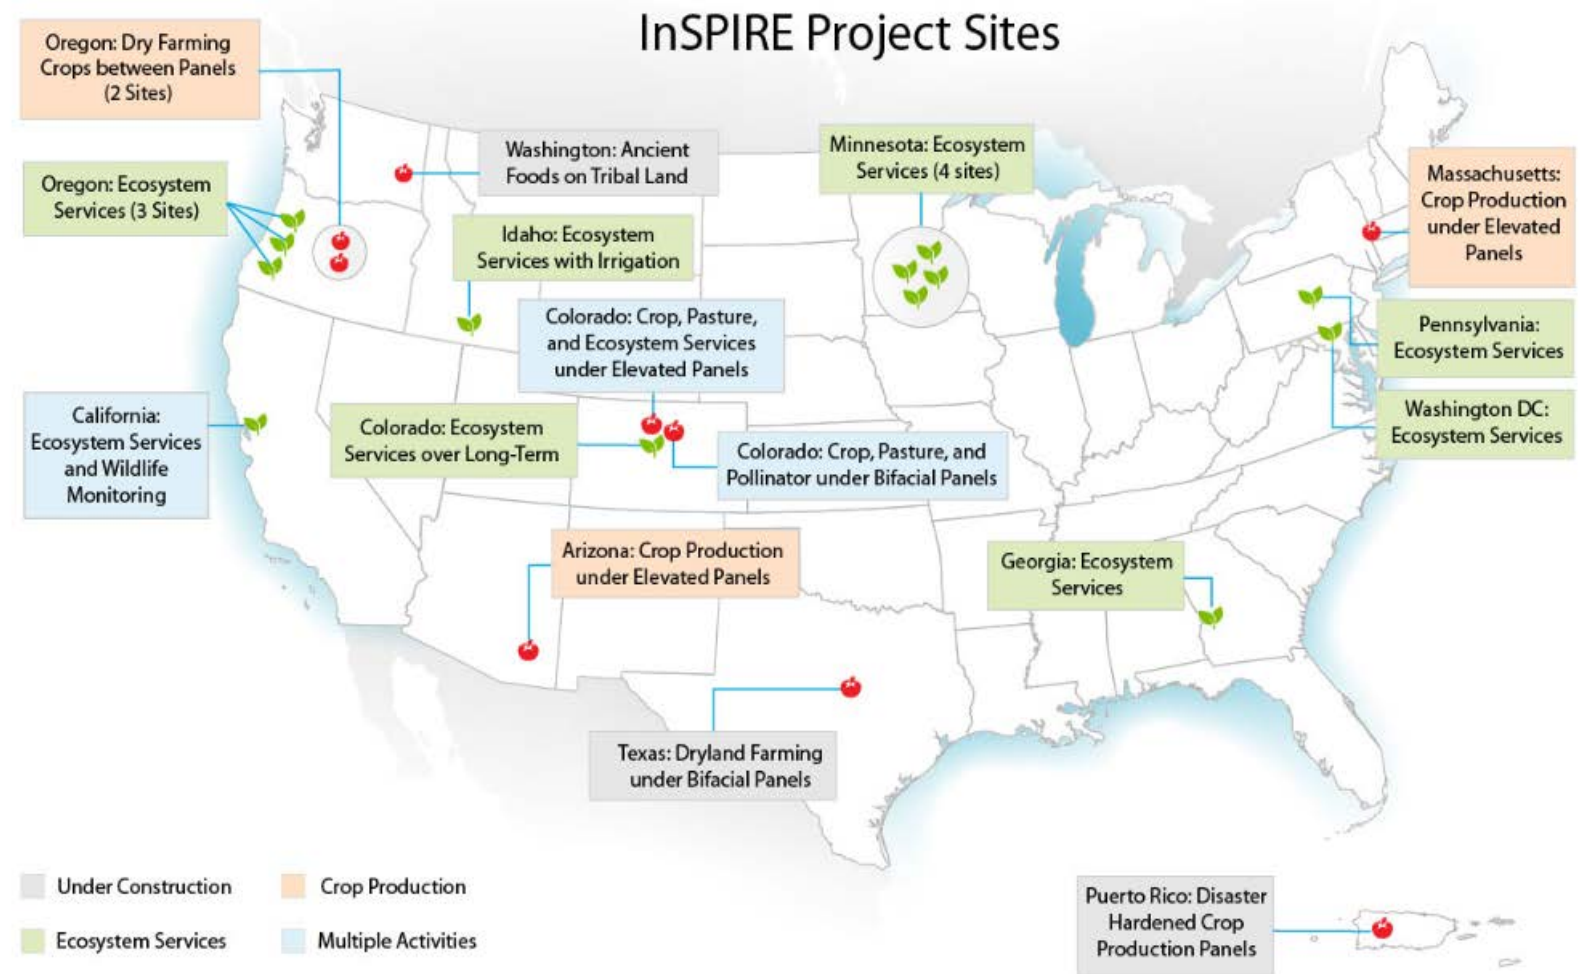 InSPIRE Project Sites
Oregon: Dry Farming
Crops between Panels
(2 Sites)
Washington: Ancient
Foods on Tribal Land
Minnesota: Ecosystem
Services (4 sites)
Massachusetts:
Crop Production
under Elevated
Panels
Oregon: Ecosystem
Services (3 Sites)
Idaho: Ecosystem
Services with Irrigation
Colorado: Crop, Pasture,
and Ecosystem Services
under Elevated Panels
Pennsylvania:
Ecosystem Services
California:
Ecosystem Services
and Wildlife
Monitoring
Colorado: Ecosystem
Services over Long-Term
Colorado: Crop, Pasture, and
Pollinator under Bifacial Panels
Washington DC:
Ecosystem Services
Arizona: Crop Production
under Elevated Panels
Georgia: Ecosystem
Services
Texas: Dryland Farming
under Bifacial Panels
Under Construction
Crop Production
Ecosystem Services
Multiple Activities
Puerto Rico: Disaster
Hardened Crop
Production Panels